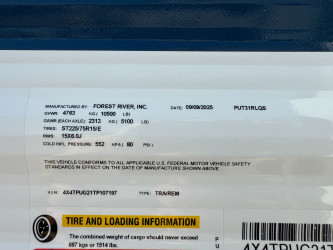 MANUFACTURED BY: FOREST RIVER, INC. DATE: 09/09/2025 PUT31RLQS
GVWR: 4763 KG ( 10500 LB)
GAWR (EACH AXLE): 2313 KG ( 5100 LB)
TIRES: ST225/75R15/E
RIMS: 15X6.0J
COLD INFL. PRESSURE: 552 KPA ( 80 PSI)
THIS VEHICLE CONFORMS TO ALL APPLICABLE U.S. FEDERAL MOTOR VEHICLE SAFETY
STANDARDS IN EFFECT ON THE DATE OF MANUFACTURE SHOWN ABOVE
V.I.N.: 4X4TPUG21TP107197 TYPE: TRA/REM
TIRE AND LOADING INFORMATION
The combined weight of cargo should never exceed
687 kg or 1514 lbs.
PU
4X4TPUG21T